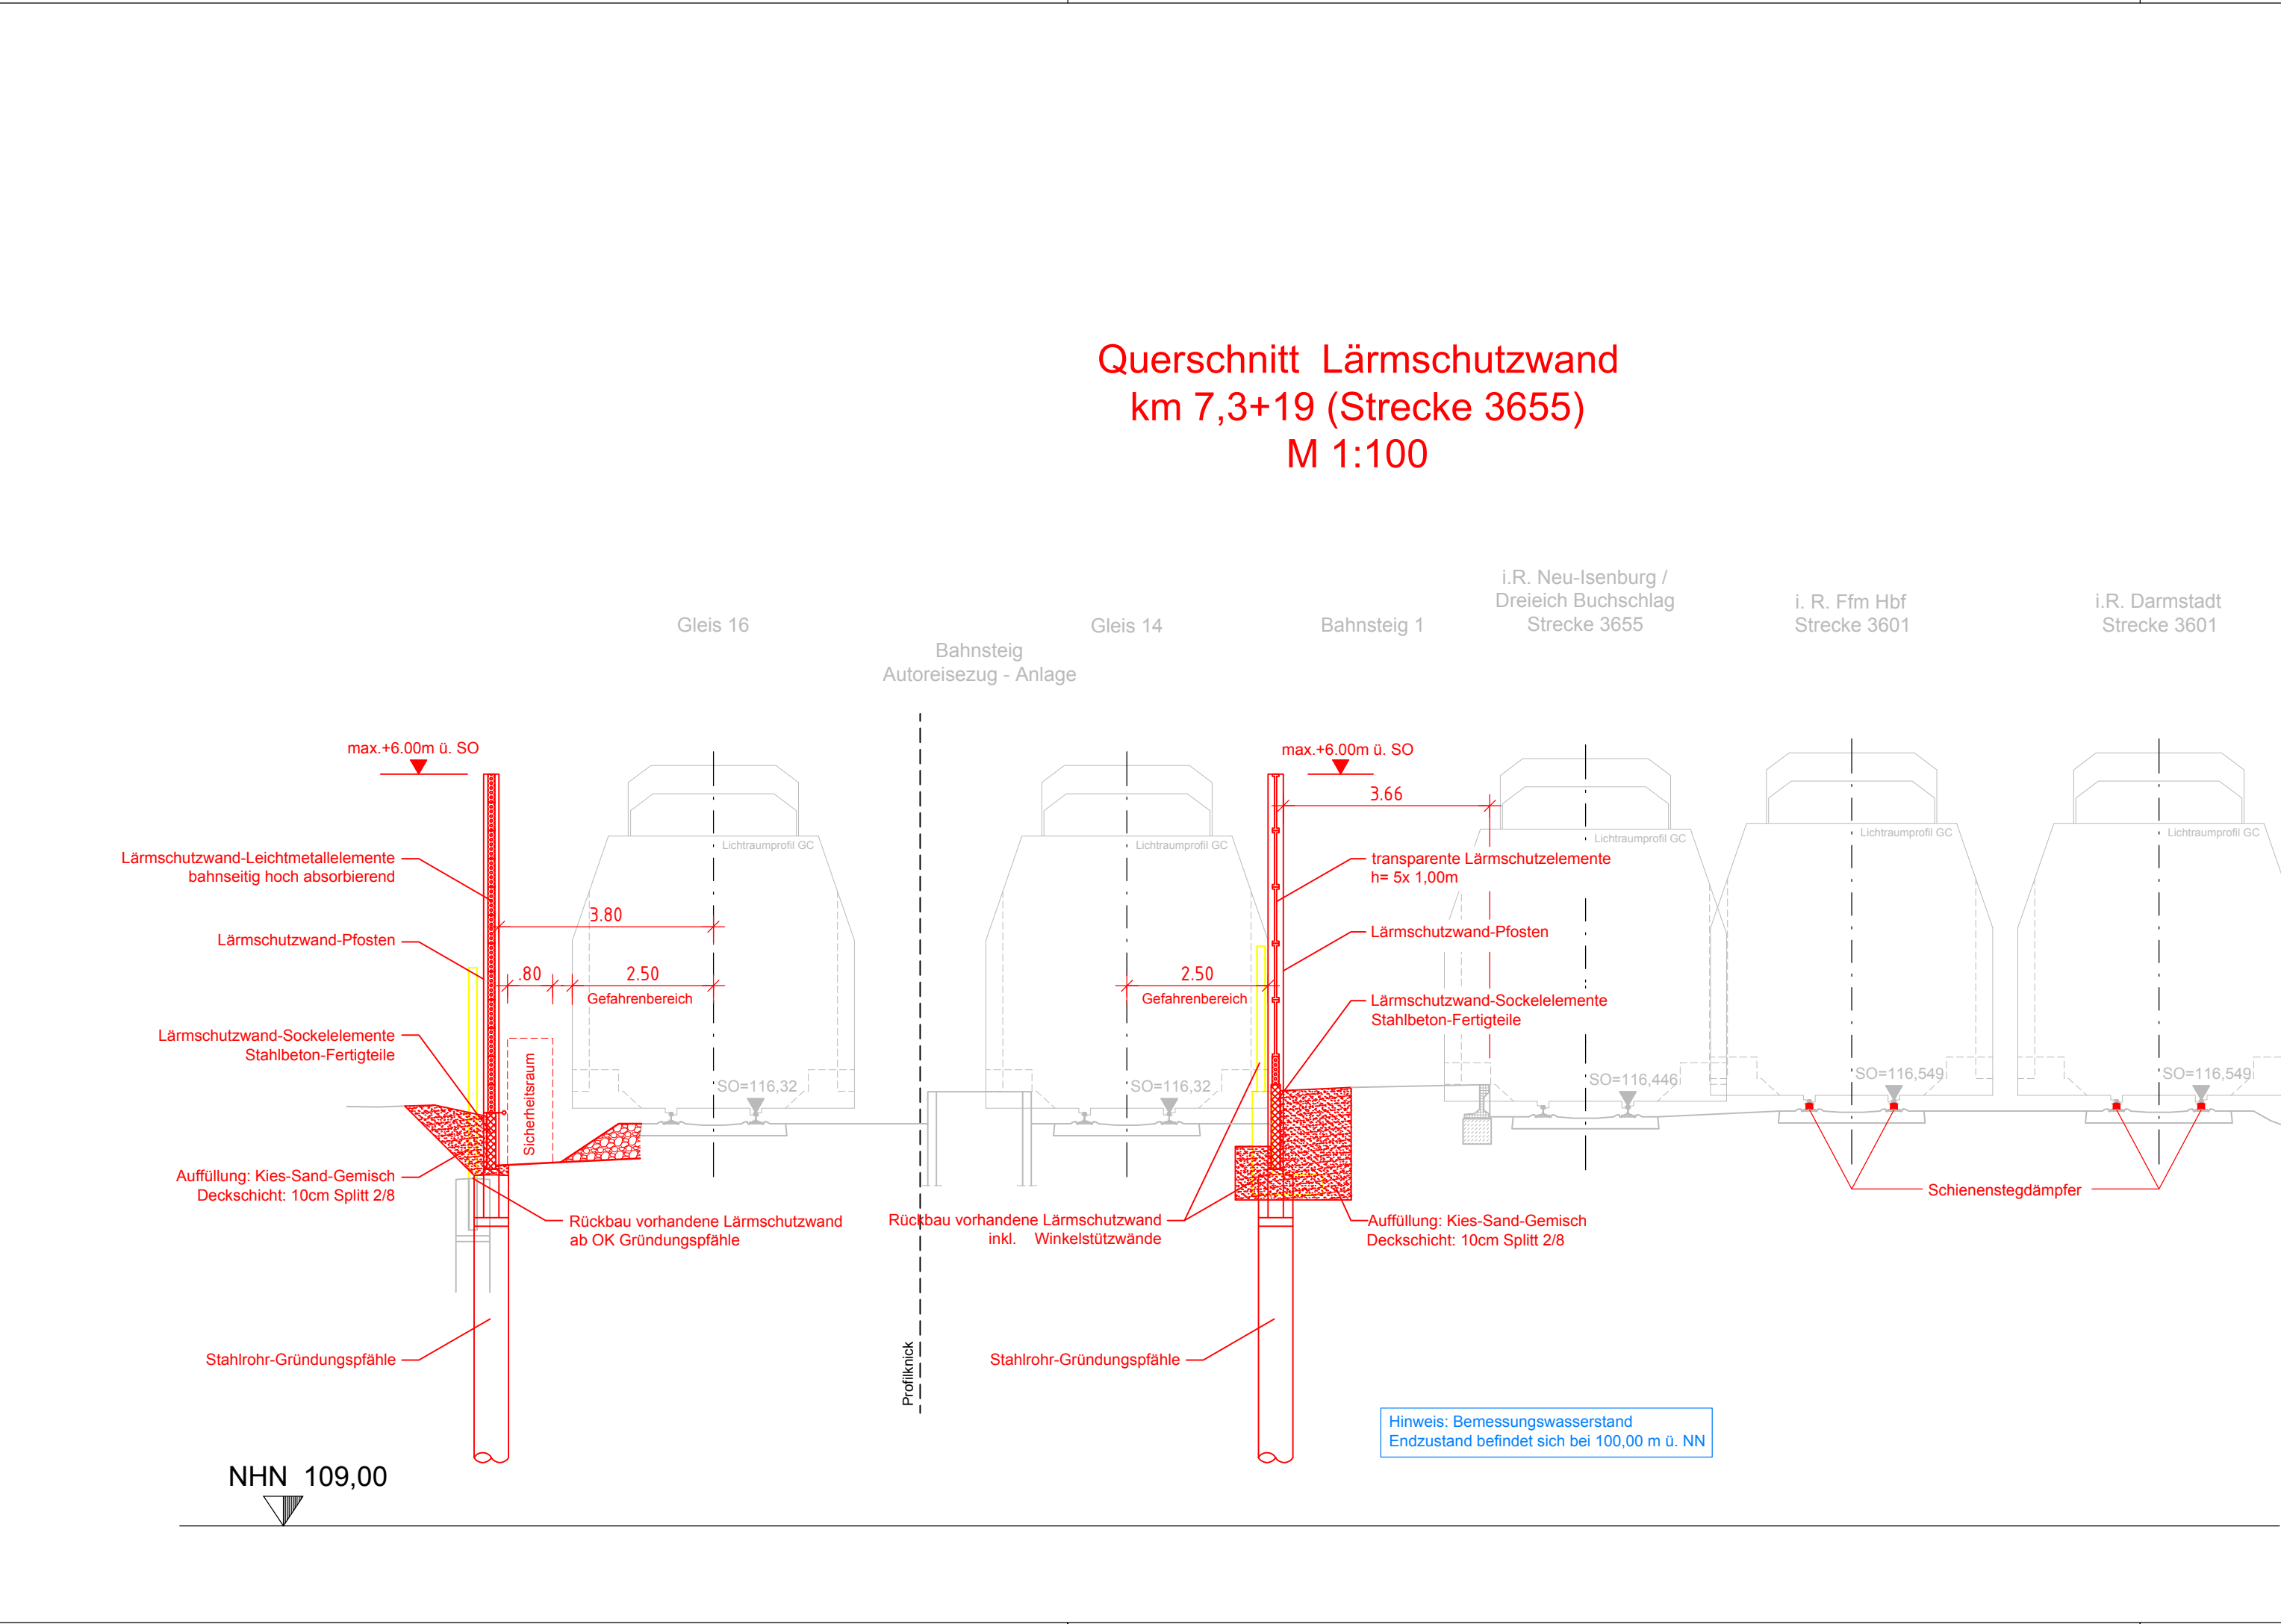 Querschnitt Lärmschutzwand
km 7,3+19 (Strecke 3655)
M 1:100
Gleis 16
Bahnsteig
Autoreisezug - Anlage
Gleis 14
Bahnsteig 1
i.R. Neu-Isenburg /
Dreieich Buchschlag
Strecke 3655
i. R. Ffm Hbf
Strecke 3601
i.R. Darmstadt
Strecke 3601
max.+6.00m ü. SO
max.+6.00m ü. SO
3.66
Lichtraumprofil GC
Lichtraumprofil GC
Lichtraumprofil GC
Lichtraumprofil GC
Lichtraumprofil GC
Lärmschutzwand-Leichtmetallelemente
bahnseitig hoch absorbierend
transparente Lärmschutzelemente
h= 5x 1,00m
3.80
Lärmschutzwand-Pfosten
Lärmschutzwand-Pfosten
.80
2.50
Gefahrenbereich
2.50
Gefahrenbereich
Lärmschutzwand-Sockelelemente
Stahlbeton-Fertigteile
Lärmschutzwand-Sockelelemente
Stahlbeton-Fertigteile
Sicherheitsraum
SO=116,32
SO=116,32
SO=116,446
SO=116,549
SO=116,549
Auffüllung: Kies-Sand-Gemisch
Deckschicht: 10cm Splitt 2/8
Schienenstegdämpfer
Rückbau vorhandene Lärmschutzwand
ab OK Gründungspfähle
Rückbau vorhandene Lärmschutzwand
inkl. Winkelstützwände
Auffüllung: Kies-Sand-Gemisch
Deckschicht: 10cm Splitt 2/8
Stahlrohr-Gründungspfähle
Profilknick
Stahlrohr-Gründungspfähle
Hinweis: Bemessungswasserstand
Endzustand befindet sich bei 100,00 m ü. NN
NHN 109,00